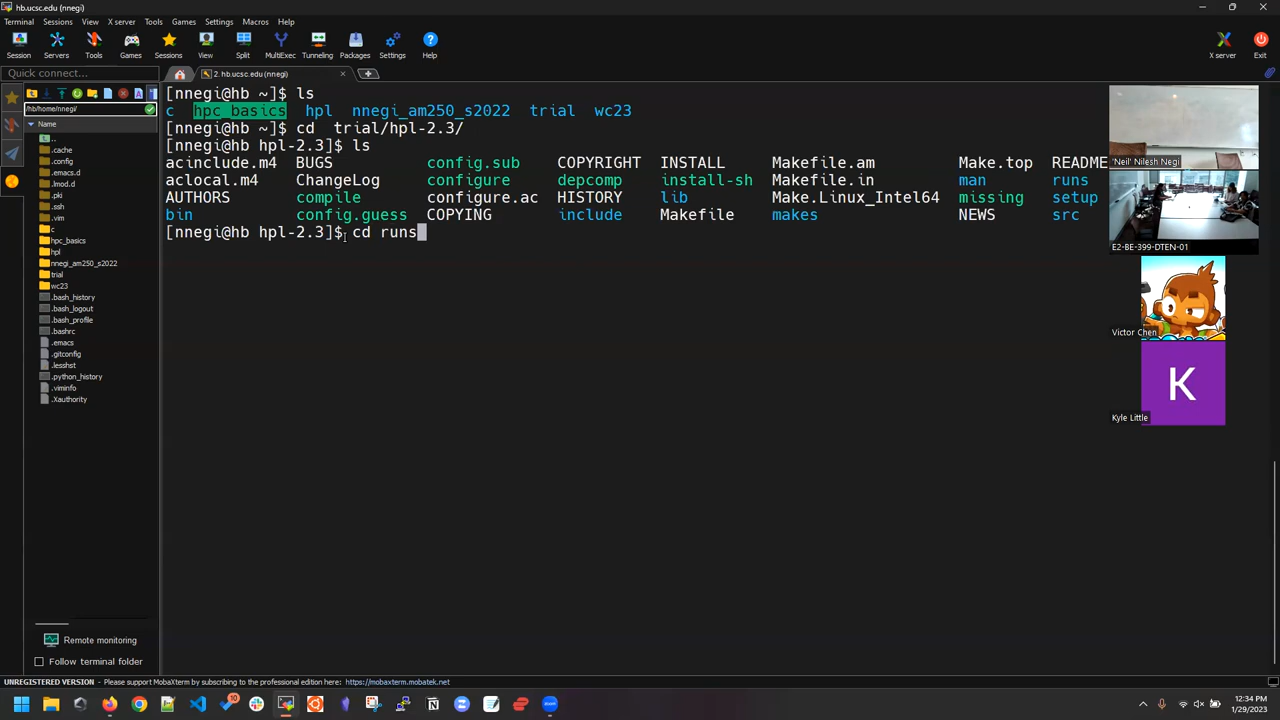 hb.ucsc.edu (nnegi)
Terminal Sessions View X server Tools Games Settings Macros Help
Session Servers Tools Games Sessions View Split MultiExec Tunneling Packages Settings Help X server Exit
Quick connect...
2. hb.ucsc.edu (nnegi)
/hb/home/nnegi/
Name
..
.cache
.config
.emacs.d
.lmod.d
.pki
.ssh
.vim
c
hpc_basics
hpl
nnegi_am250_s2022
trial
wc23
.bash_history
.bash_logout
.bash_profile
.bashrc
.emacs
.gitconfig
.lesshst
.python_history
.viminfo
.Xauthority
Remote monitoring
Follow terminal folder
[nnegi@hb ~]$ ls
c hpc_basics hpl nnegi_am250_s2022 trial wc23
[nnegi@hb ~]$ cd trial/hpl-2.3/
[nnegi@hb hpl-2.3]$ ls
acinclude.m4 BUGS config.sub COPYRIGHT INSTALL Makefile.am Make.top README
aclocal.m4 ChangeLog configure depcomp install-sh Makefile.in man runs
AUTHORS compile configure.ac HISTORY lib Make.Linux_Intel64 missing setup
bin config.guess COPYING include Makefile makes NEWS src
[nnegi@hb hpl-2.3]$ cd runs
'Neil' Nilesh Negi
E2-BE-399-DTEN-01
Victor Chen
K
Kyle Little
UNREGISTERED VERSION - Please support MobaXterm by subscribing to the professional edition here: https://mobaxterm.mobatek.net
10
zoom
12:34 PM
1/29/2023